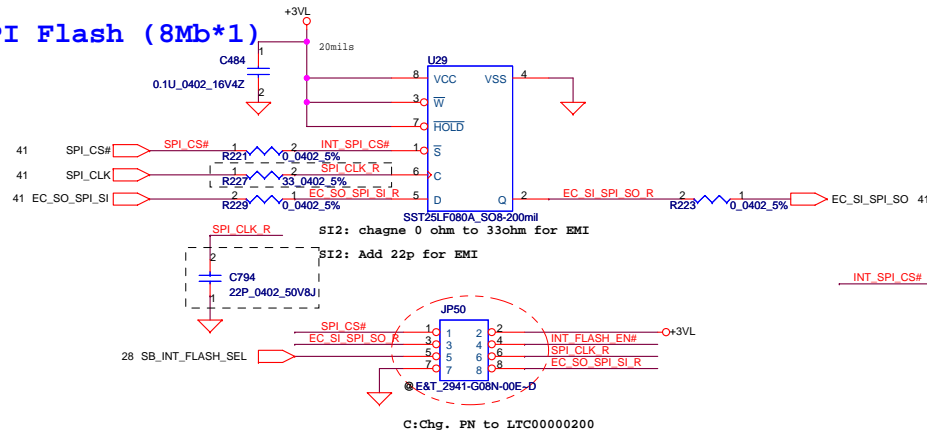 +3VL
PI Flash (8Mb*1)
20mils
C484
1
2
0.1U_0402_16V4Z
U29
8 VCC VSS 4
3 W
7 HOLD
41 SPI_CS# SPI_CS# 1 2 INT_SPI_CS# 1 S
R221 0_0402_5%
41 SPI_CLK 1 2 SPI_CLK_R 6 C
R227 33_0402_5%
41 EC_SO_SPI_SI 1 2 EC_SO_SPI_SI_R 5 D Q 2 EC_SI_SPI_SO_R 2 1 EC_SI_SPI_SO 41
R229 0_0402_5% R223 0_0402_5%
SST25LF080A_SO8-200mil
SI2: chagne 0 ohm to 33ohm for EMI
SPI_CLK_R
SI2: Add 22p for EMI
2
C794
22P_0402_50V8J
1
INT_SPI_CS#
JP50
SPI_CS# 1 1 2 2 +3VL
EC_SI_SPI_SO_R 3 3 4 4 INT_FLASH_EN#
28 SB_INT_FLASH_SEL 5 5 6 6 SPI_CLK_R
7 7 8 8 EC_SO_SPI_SI_R
@E&T_2941-G08N-00E~D
C:Chg. PN to LTC00000200